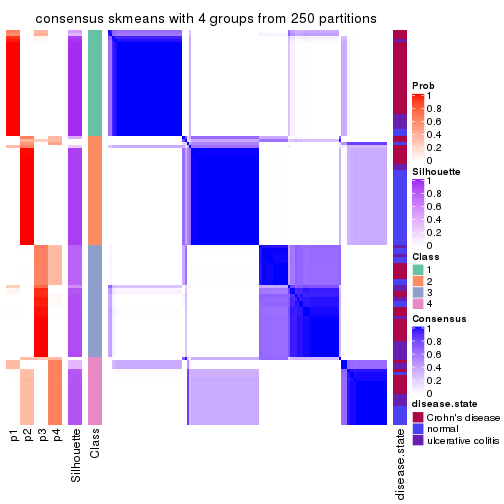 consensus skmeans with 4 groups from 250 partitions
Prob
1
0.8
0.6
0.4
0.2
0
Silhouette
1
0.8
0.6
0.4
0.2
0
Class
1
2
3
4
Consensus
1
0.8
0.6
0.4
0.2
0
disease.state
Crohn's disease
normal
ulcerative colitis
p1
p2
p3
p4
Silhouette
Class
disease.state